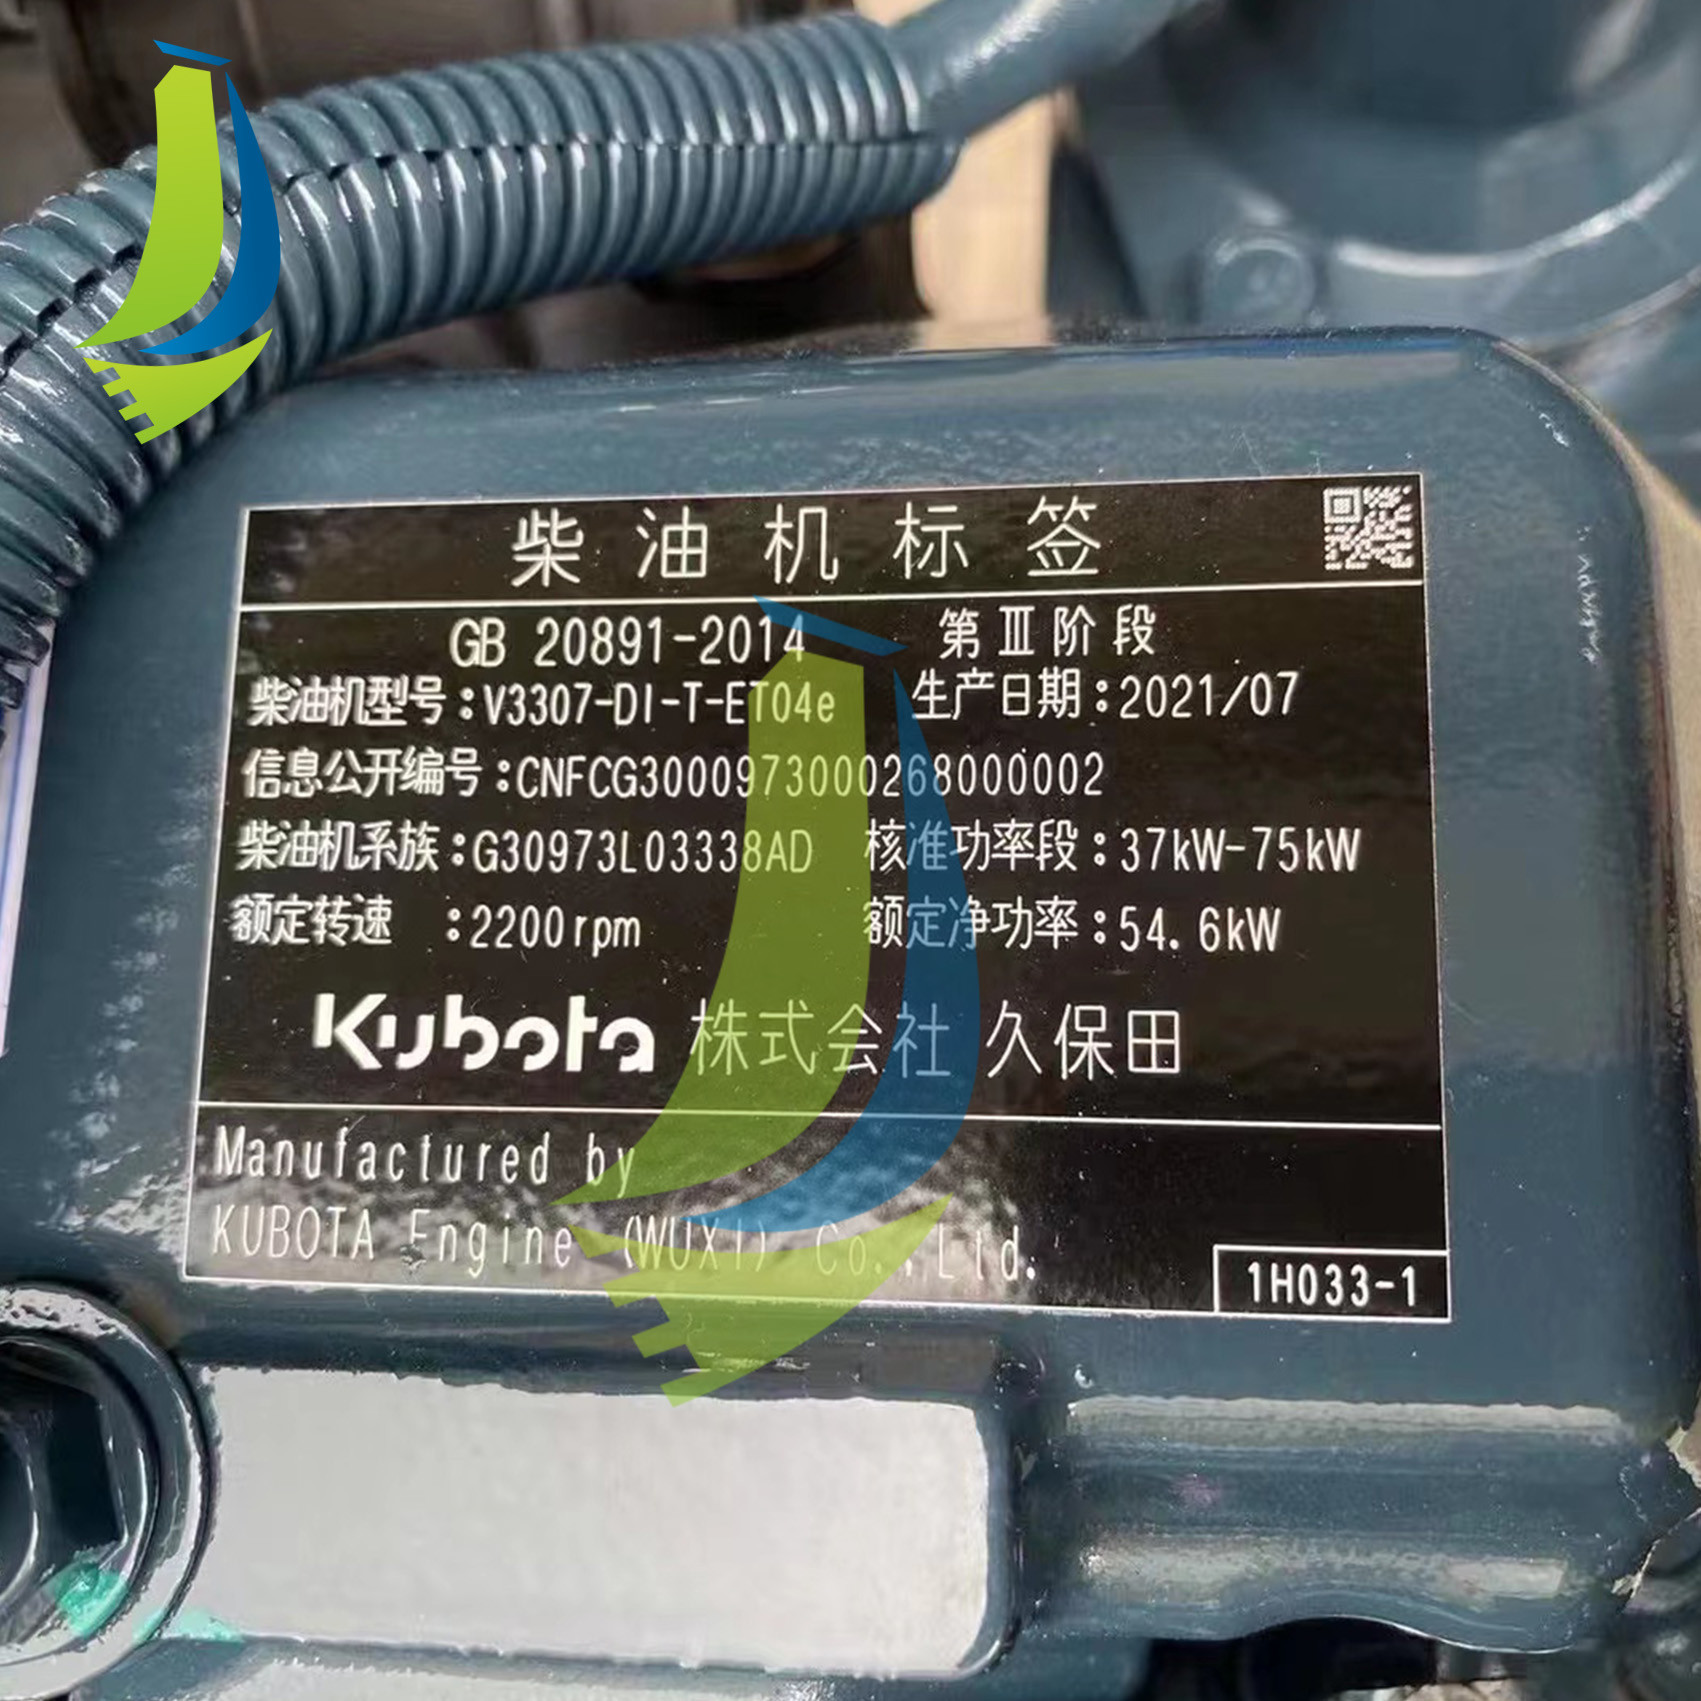 柴油机标签
GB 20891-2014 第Ⅲ阶段
柴油机型号:V3307-DI-T-ET04e 生产日期:2021/07
信息公开编号:CNFCG3000973000268000002
柴油机系族:G30973L03338AD 核准功率段:37kW-75kW
额定转速 :2200rpm 额定净功率:54.6kW
Kubota 株式会社 久保田
Manufactured by
KUBOTA Engine (WUXI) Co.,Ltd.
1H033-1